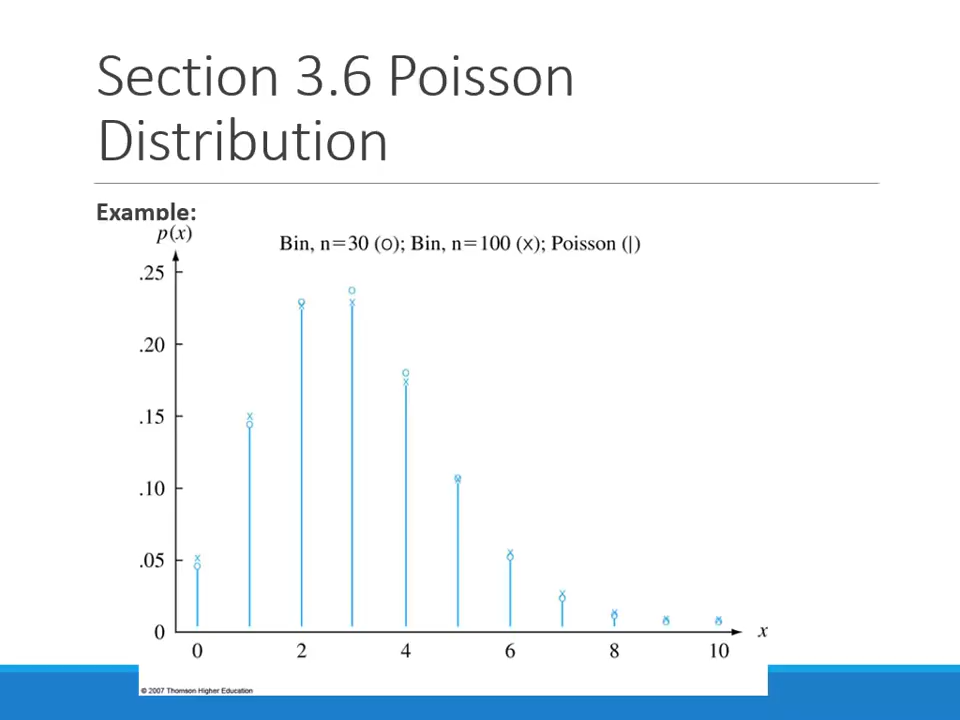 Section 3.6 Poisson
Distribution
Example:
p(x)
Bin, n=30 (o); Bin, n=100 (x); Poisson (|)
.25
.20
.15
.10
.05
0
0 2 4 6 8 10 x
© 2007 Thomson Higher Education